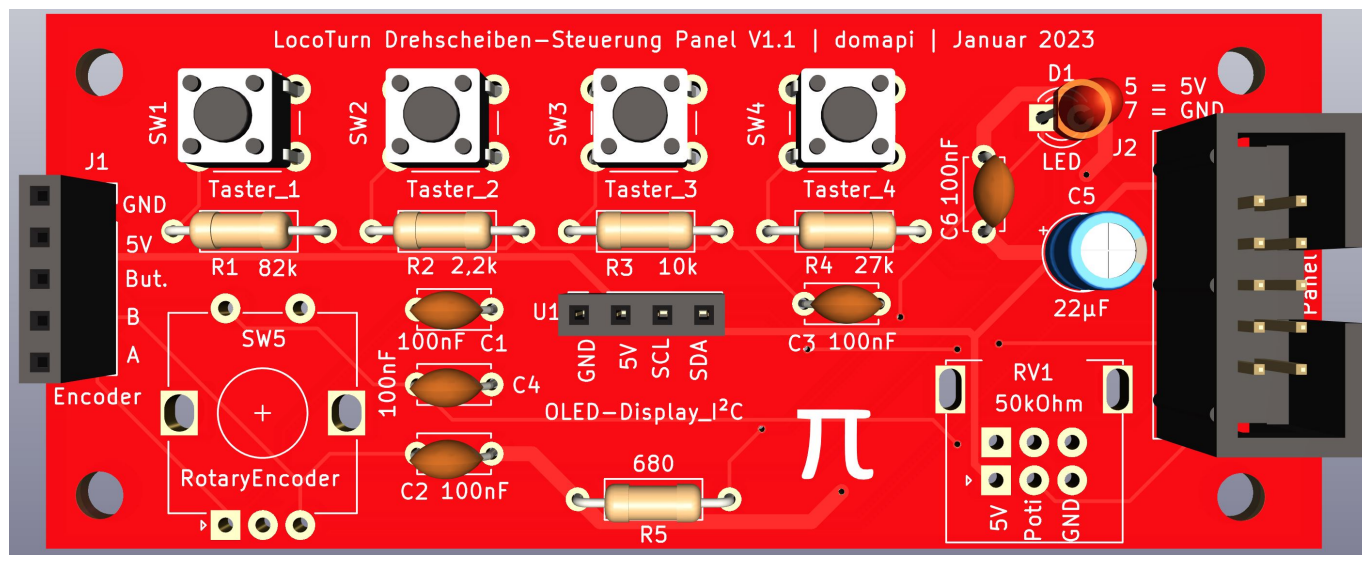 LocoTurn Drehscheiben-Steuerung Panel V1.1 | domapi | Januar 2023
SW1
SW2
SW3
SW4
D1
5 = 5V
7 = GND
LED
J2
J1
Taster_1
Taster_2
Taster_3
Taster_4
C6 100nF
C5
+
22µF
GND
5V
But.
B
A
Encoder
R1 82k
R2 2,2k
R3 10k
R4 27k
SW5
RotaryEncoder
100nF C1
100nF
C4
C2 100nF
U1
GND
5V
SCL
SDA
OLED-Display_I²C
C3 100nF
π
680
R5
RV1
50kOhm
5V
Poti
GND
Panel